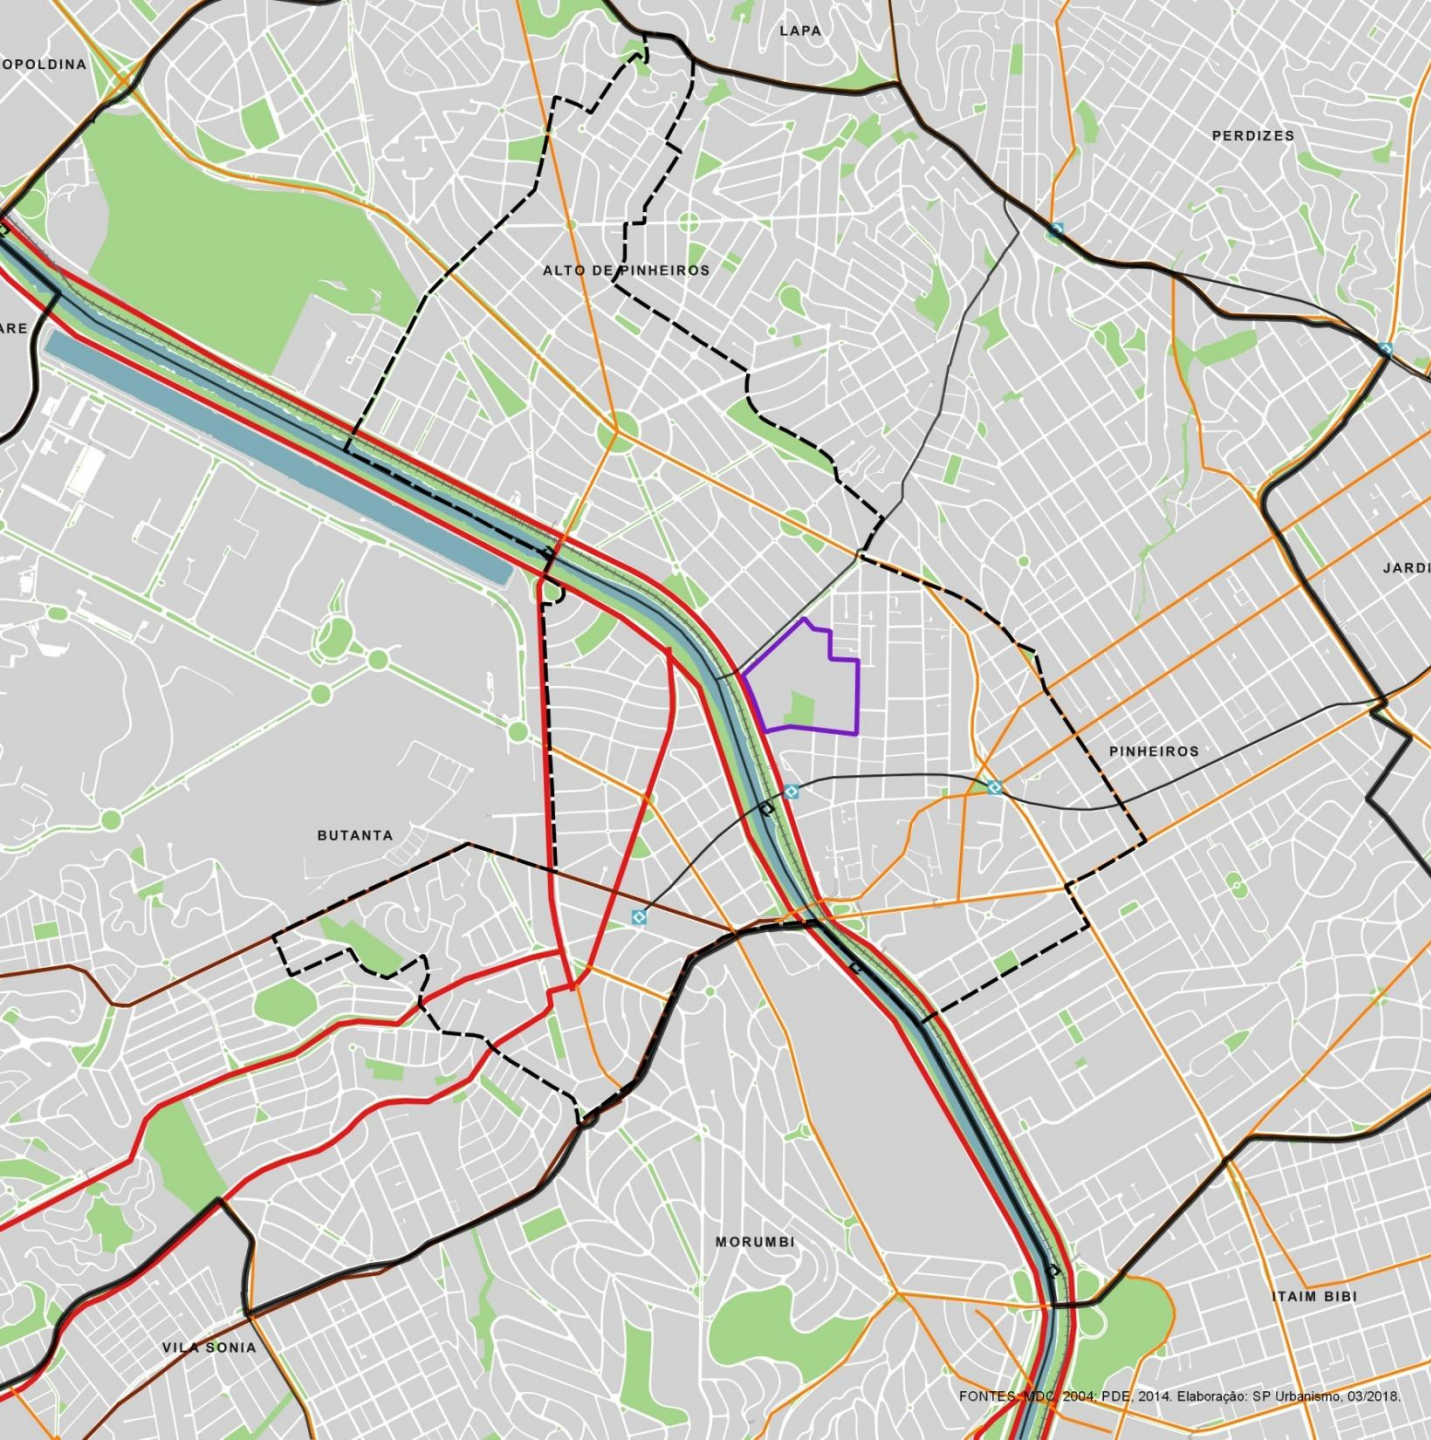 LAPA
OPOLDINA
PERDIZES
ALTO DE PINHEIROS
ARE
JARDI
PINHEIROS
BUTANTA
MORUMBI
ITAIM BIBI
VILA SONIA
FONTES: MDC, 2004; PDE, 2014. Elaboração: SP Urbanismo, 03/2018.